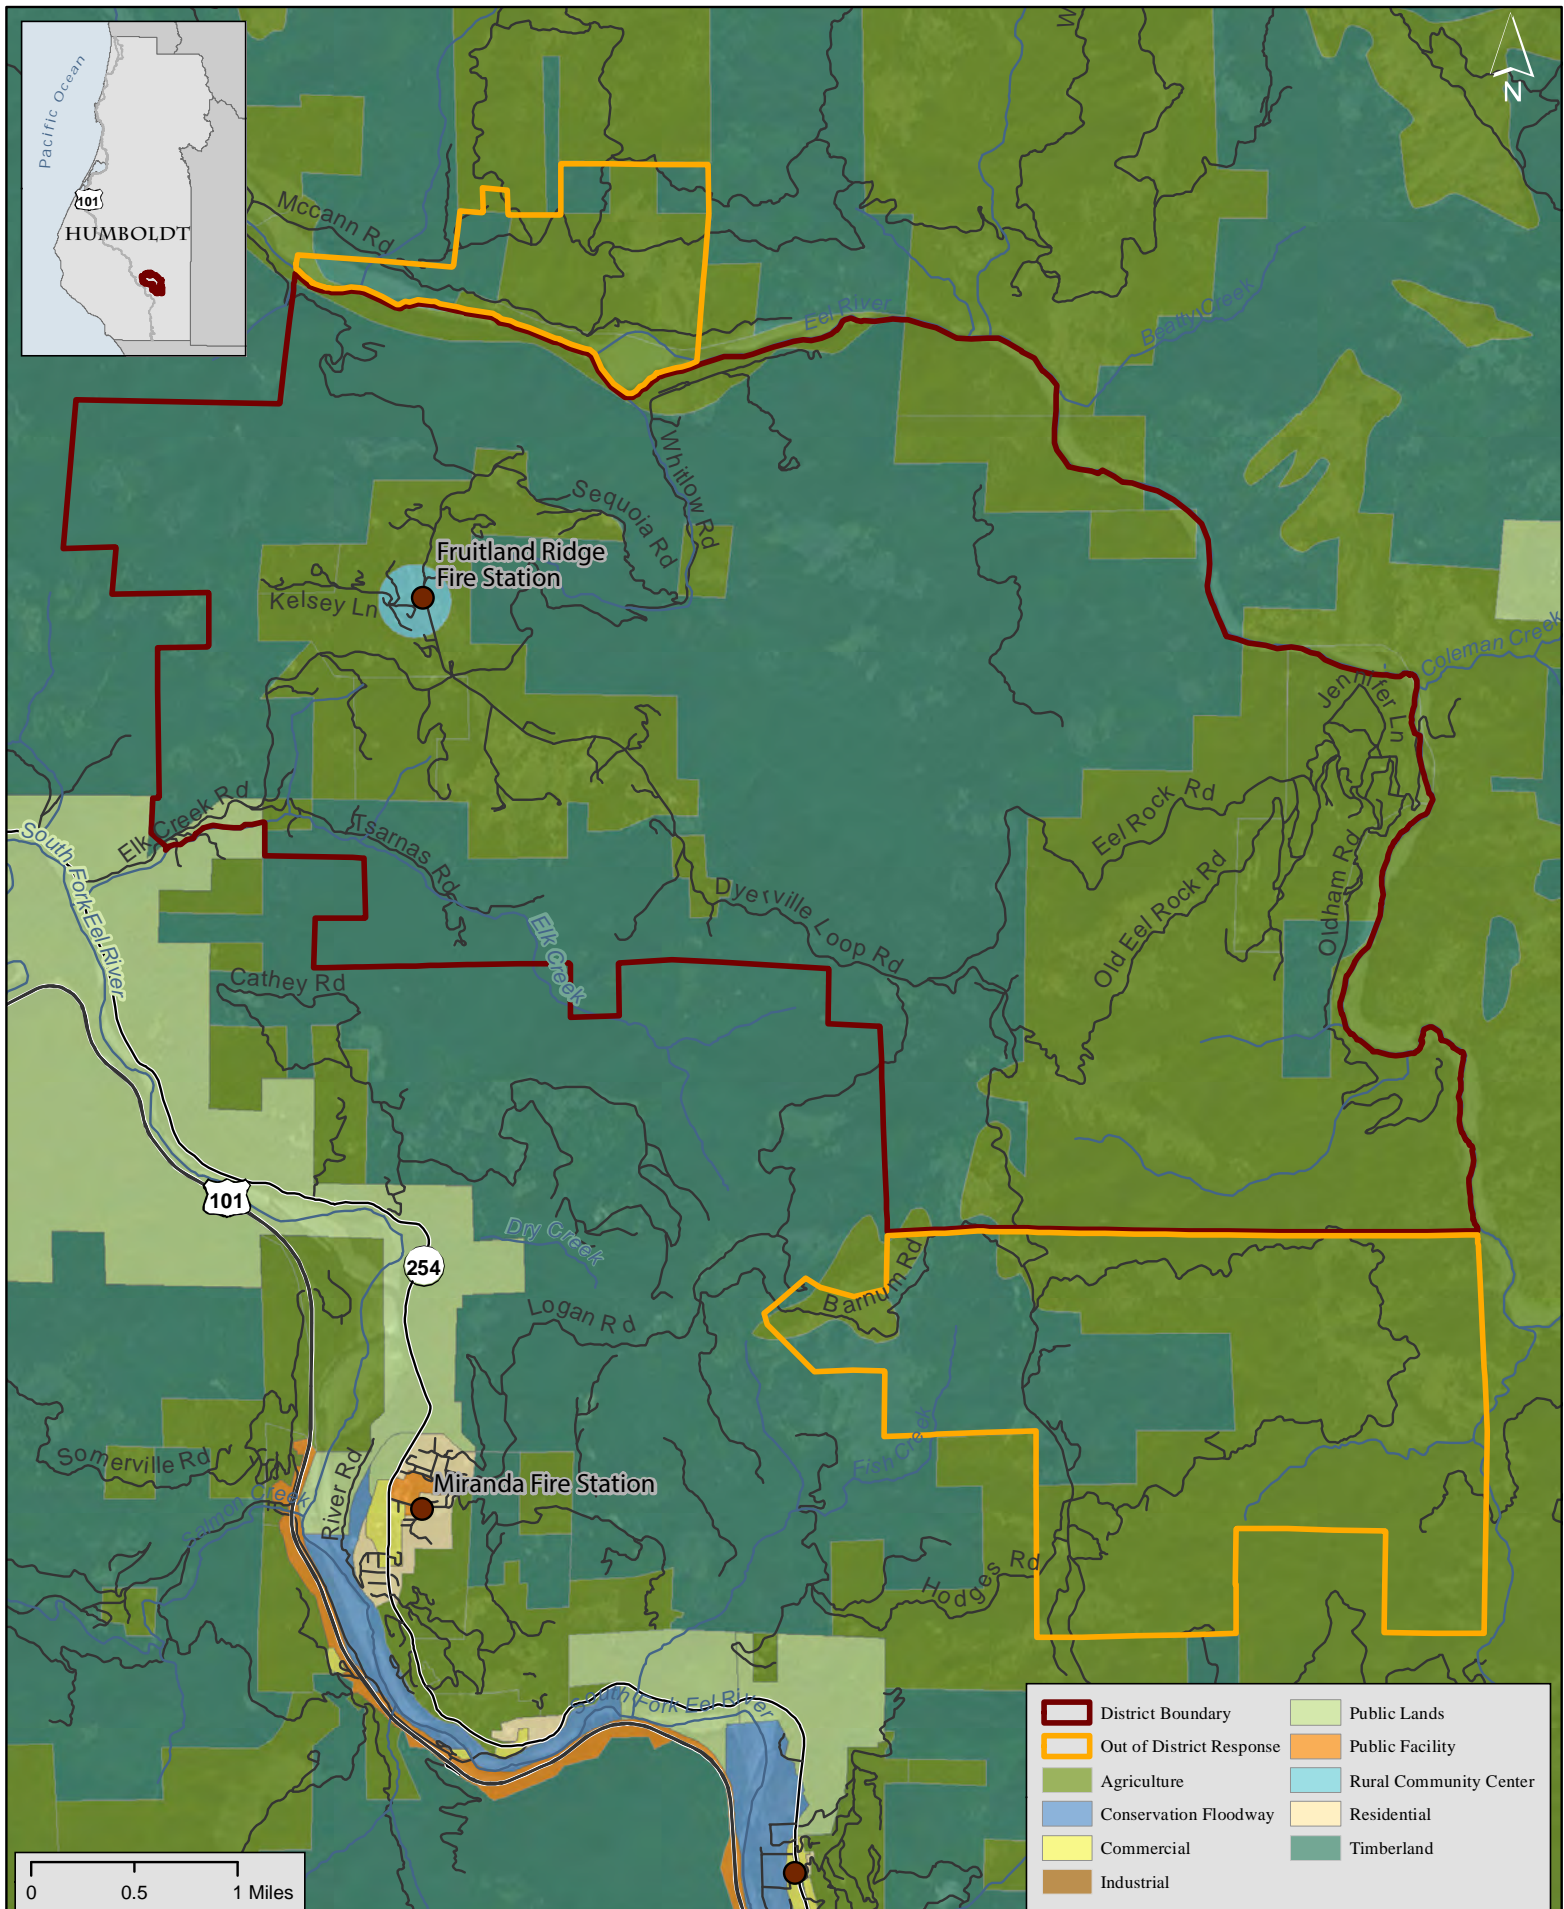 Pacific Ocean
101
HUMBOLDT
N
Mccann Rd
Eel River
Beatty Creek
Whitlow Rd
Sequoia Rd
Fruitland Ridge
Fire Station
Kelsey Ln
Coleman Creek
Jennifer Ln
Elk Creek Rd
Tsarnas Rd
South Fork Eel River
Eel Rock Rd
Old Eel Rock Rd
Oldham Rd
Dyerville Loop Rd
Elk Creek
Cathey Rd
101
254
Dry Creek
Logan Rd
Barnum Rd
Fish Creek
Somerville Rd
River Rd
Salmon Creek
Miranda Fire Station
Hodges Rd
South Fork Eel River
District Boundary
Out of District Response
Agriculture
Conservation Floodway
Commercial
Industrial
Public Lands
Public Facility
Rural Community Center
Residential
Timberland
0 0.5 1 Miles